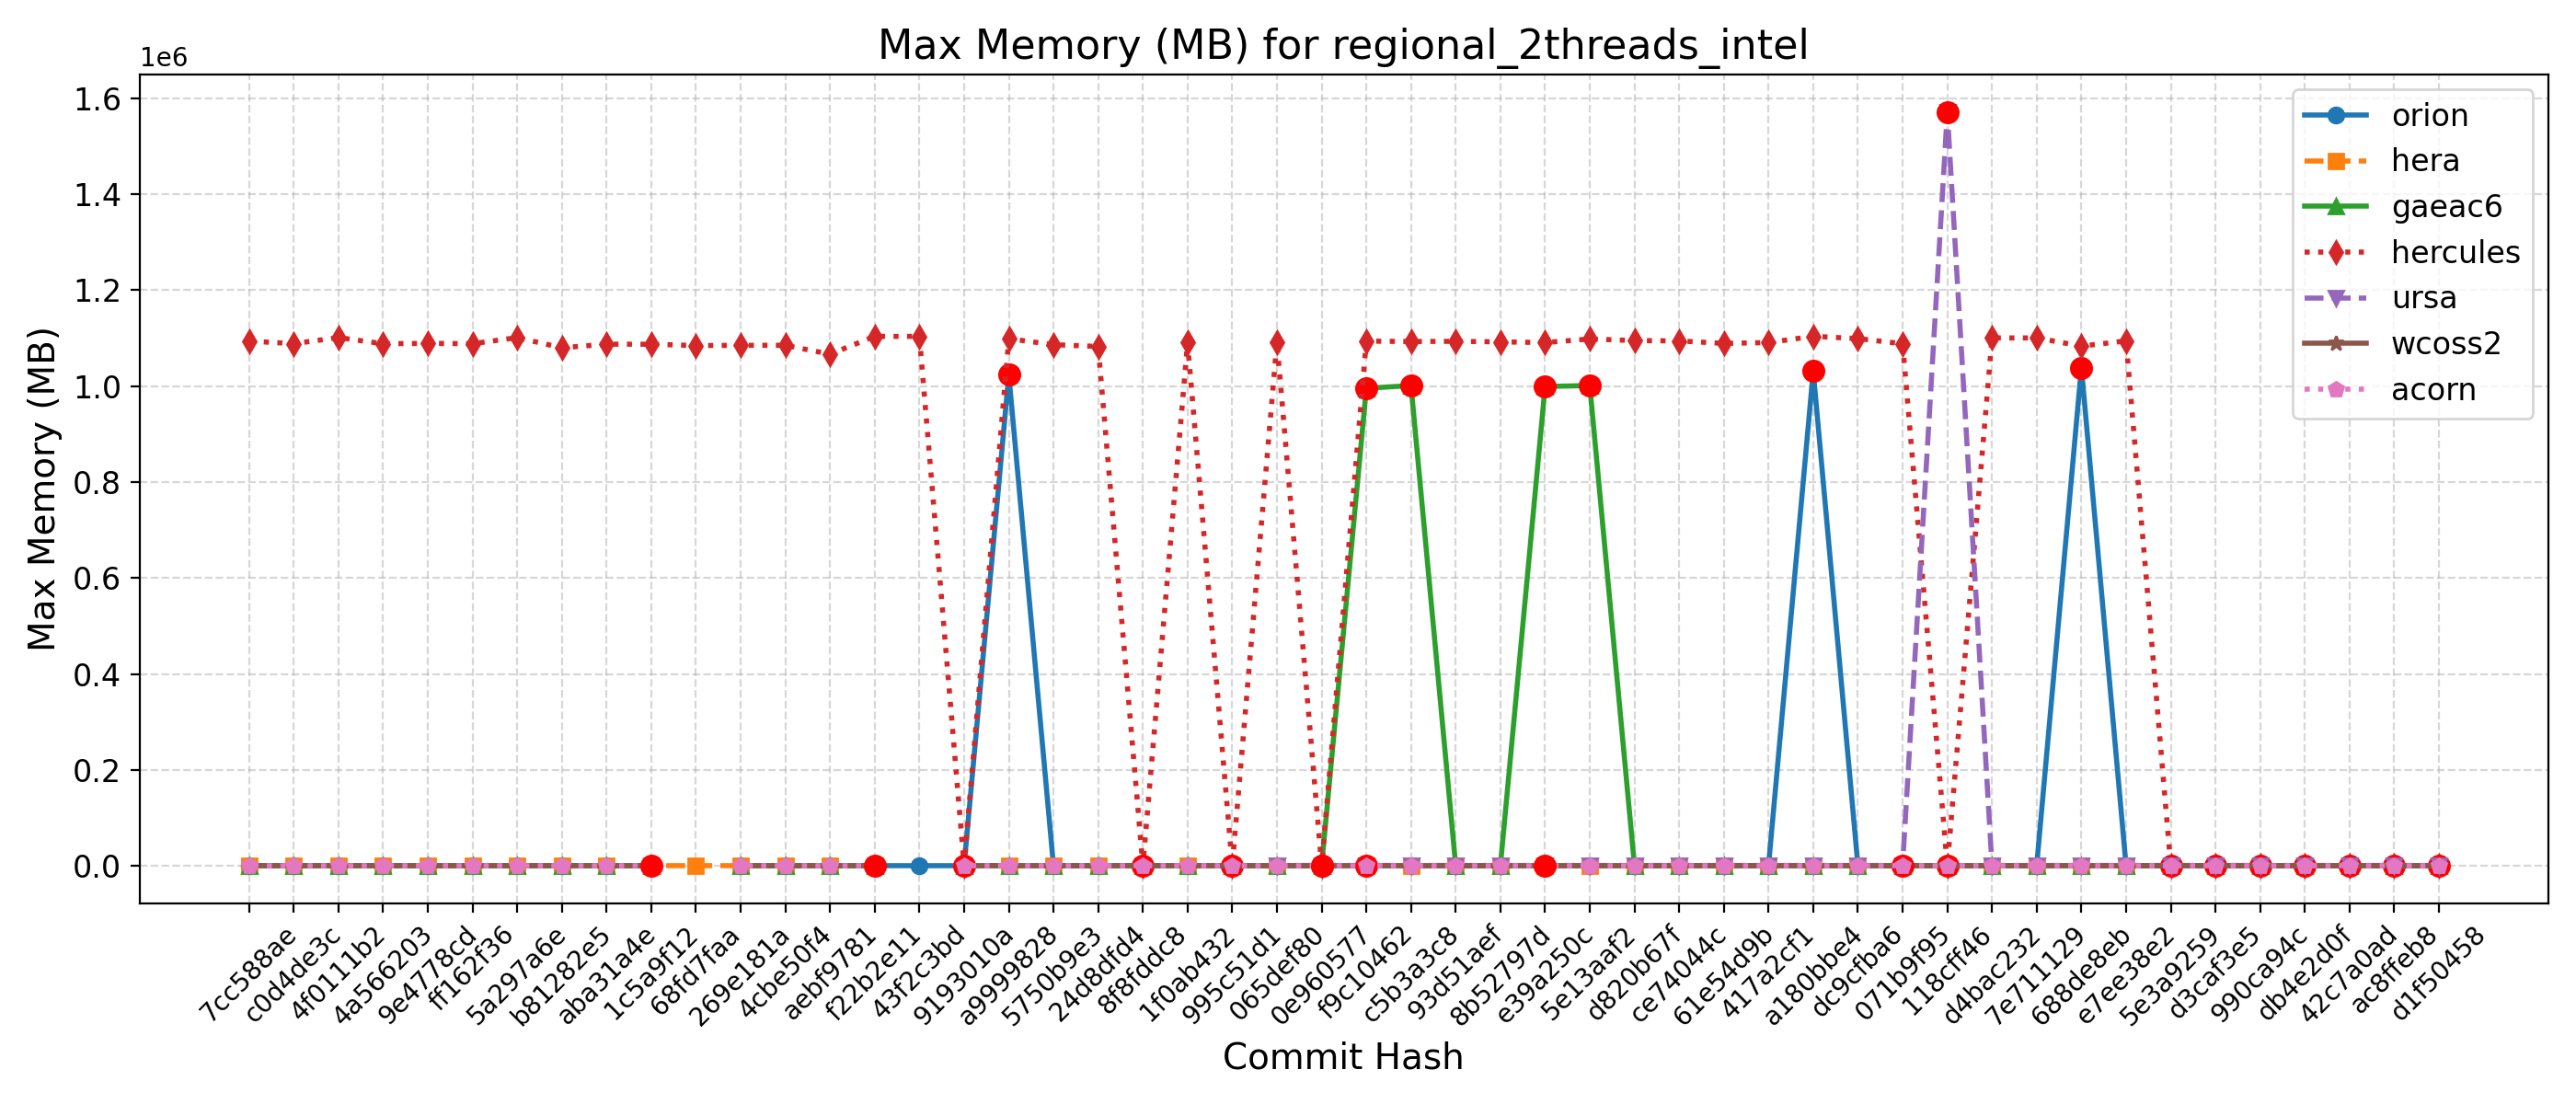 Max Memory (MB) for regional_2threads_intel
1e6
1.6
1.4
1.2
1.0
0.8
0.6
0.4
0.2
0.0
Max Memory (MB)
orion
hera
gaeac6
hercules
ursa
wcoss2
acorn
7cc588ae
c0d4de3c
4f0111b2
4a566203
9e4778cd
ff162f36
5a297a6e
b81282e5
aba31a4e
1c5a9f12
68fd7faa
269e181a
4cbe50f4
aebf9781
f22b2e11
43f2c3bd
9193010a
a9999828
5750b9e3
24d8dfd4
8f8fddc8
1f0ab432
995c51d1
065def80
0e960577
f9c10462
c5b3a3c8
93d51aef
8b52797d
e39a250c
5e13aaf2
d820b67f
ce74044c
61e54d9b
417a2cf1
a180bbe4
dc9cfba6
071b9f95
118cff46
d4bac232
7e711129
688de8eb
e7ee38e2
5e3a9259
d3caf3e5
990ca94c
db4e2d0f
42c7a0ad
ac8ffeb8
d1f50458
Commit Hash